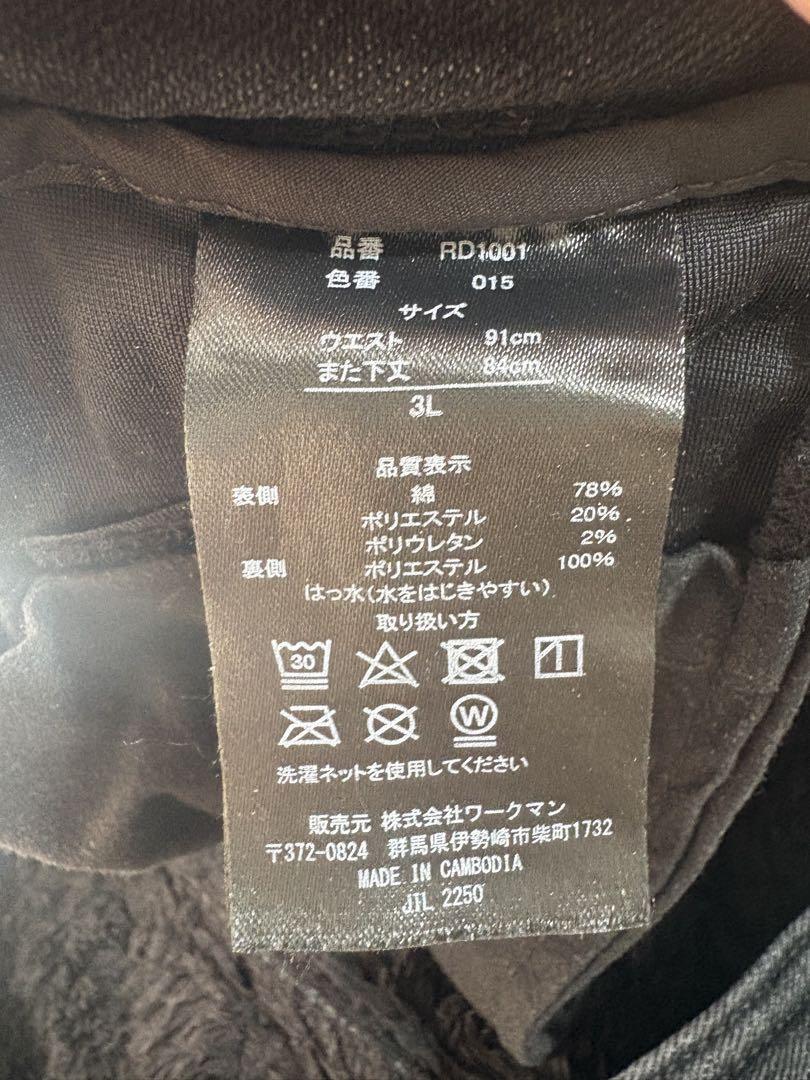 品番 RD1001
色番 015
サイズ
ウエスト 91cm
また下丈 84cm
3L
品質表示
表側 綿 78%
ポリエステル 20%
ポリウレタン 2%
裏側 ポリエステル 100%
はっ水(水をはじきやすい)
取り扱い方
30
W
洗濯ネットを使用してください
販売元 株式会社ワークマン
〒372-0824 群馬県伊勢崎市柴町1732
MADE IN CAMBODIA
JTL 2250